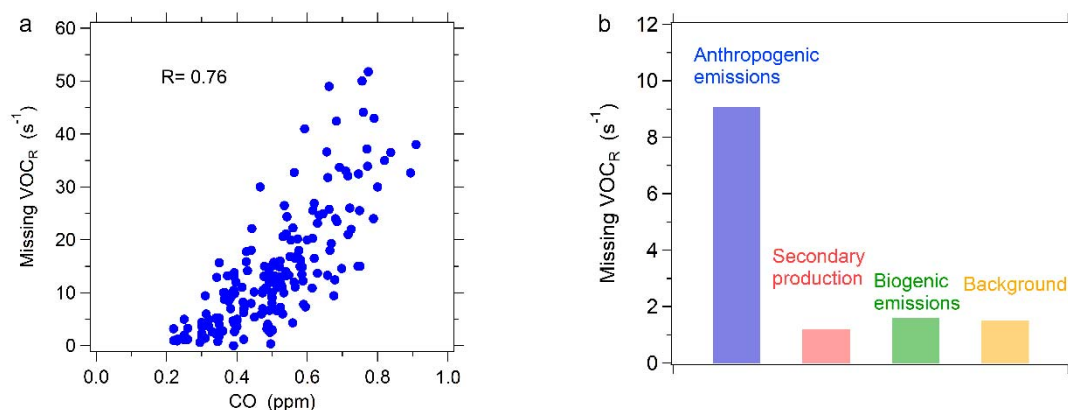 a
60
50
40
30
20
10
0
Missing VOC_R (s^-1)
R= 0.76
0.0 0.2 0.4 0.6 0.8 1.0
CO (ppm)
b
12
10
8
6
4
2
0
Missing VOC_R (s^-1)
Anthropogenic
emissions
Secondary
production
Biogenic
emissions
Background